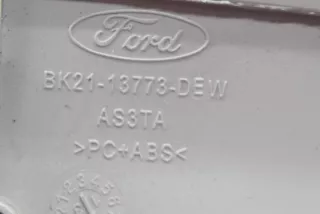 Ford
BK21-13773-DEW
AS3TA
>PC+ABS<